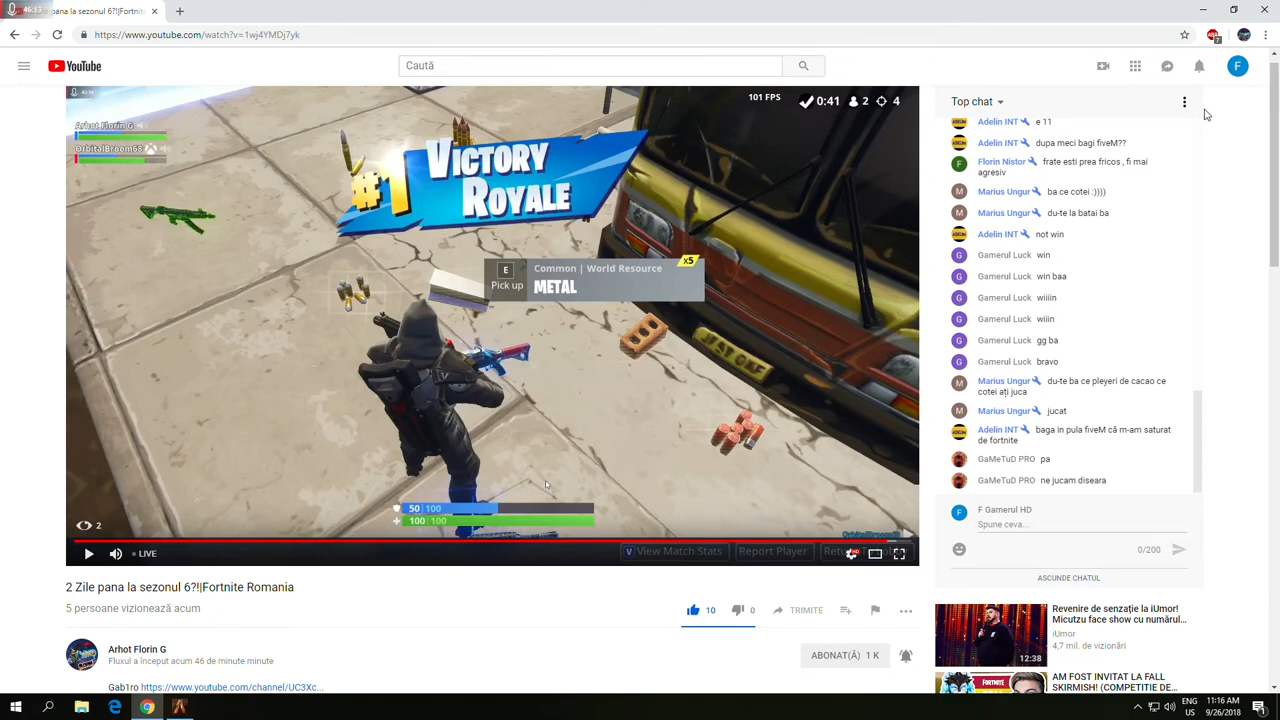 46:13
pana la sezonul 6?!|Fortni
https://www.youtube.com/watch?v=1wj4YMDj7yk
YouTube
Caută
F
Arhot Florin G
OrbitalBroom68
101 FPS
0:41 2 4
#1 VICTORY
ROYALE
E
Pick up
Common | World Resource
METAL
x5
50 | 100
100 | 100
2
LIVE
V View Match Stats
Report Player
HD
2 Zile pana la sezonul 6?!|Fortnite Romania
5 persoane vizionează acum
10
0
TRIMITE
Arhot Florin G
Fluxul a început acum 46 de minute minute
ABONAT(Ă) 1 K
Gab1ro https://www.youtube.com/channel/UC3Xc...
Top chat
Adelin INT e 11
Adelin INT dupa meci bagi fiveM??
Florin Nistor frate esti prea fricos , fi mai
agresiv
Marius Ungur ba ce cotei :))))
Marius Ungur du-te la batai ba
Adelin INT not win
Gamerul Luck win
Gamerul Luck win baa
Gamerul Luck wiiiin
Gamerul Luck wiiin
Gamerul Luck gg ba
Gamerul Luck bravo
Marius Ungur du-te ba ce pleyeri de cacao ce
cotei ați juca
Marius Ungur jucat
Adelin INT baga in pula fiveM că m-am saturat
de fortnite
GaMeTuD PRO pa
GaMeTuD PRO ne jucam diseara
F Gamerul HD
Spune ceva...
0/200
ASCUNDE CHATUL
Revenire de senzație la iUmor!
Micutzu face show cu numărul...
iUmor
4,7 mil. de vizionări
12:38
AM FOST INVITAT LA FALL
SKIRMISH! (COMPETITIE DE...
ENG
US
11:16 AM
9/26/2018